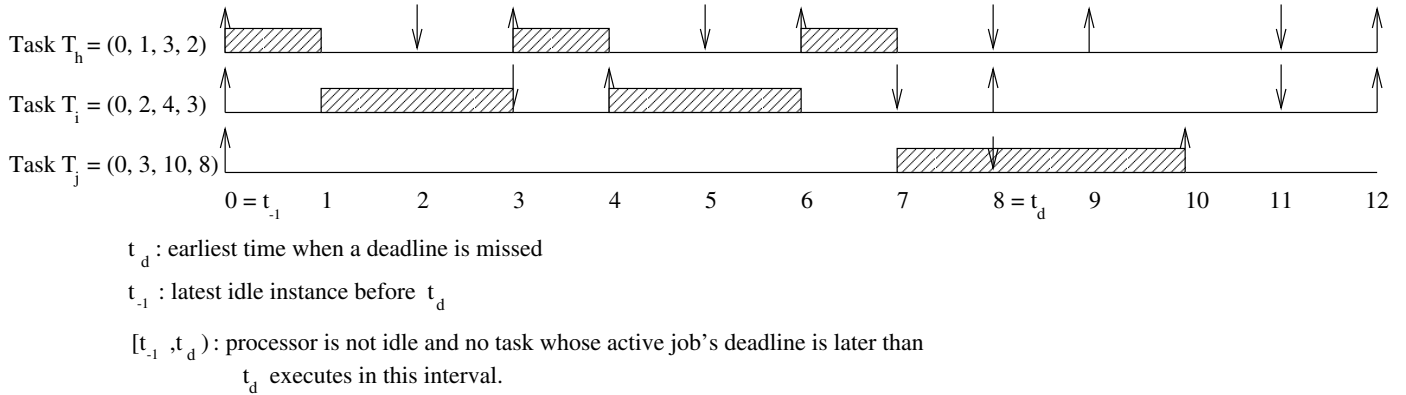 Task T_h = (0, 1, 3, 2)
Task T_i = (0, 2, 4, 3)
Task T_j = (0, 3, 10, 8)
0 = t_-1 1 2 3 4 5 6 7 8 = t_d 9 10 11 12
t_d : earliest time when a deadline is missed
t_-1 : latest idle instance before t_d
[t_-1 ,t_d ) : processor is not idle and no task whose active job's deadline is later than
t_d executes in this interval.